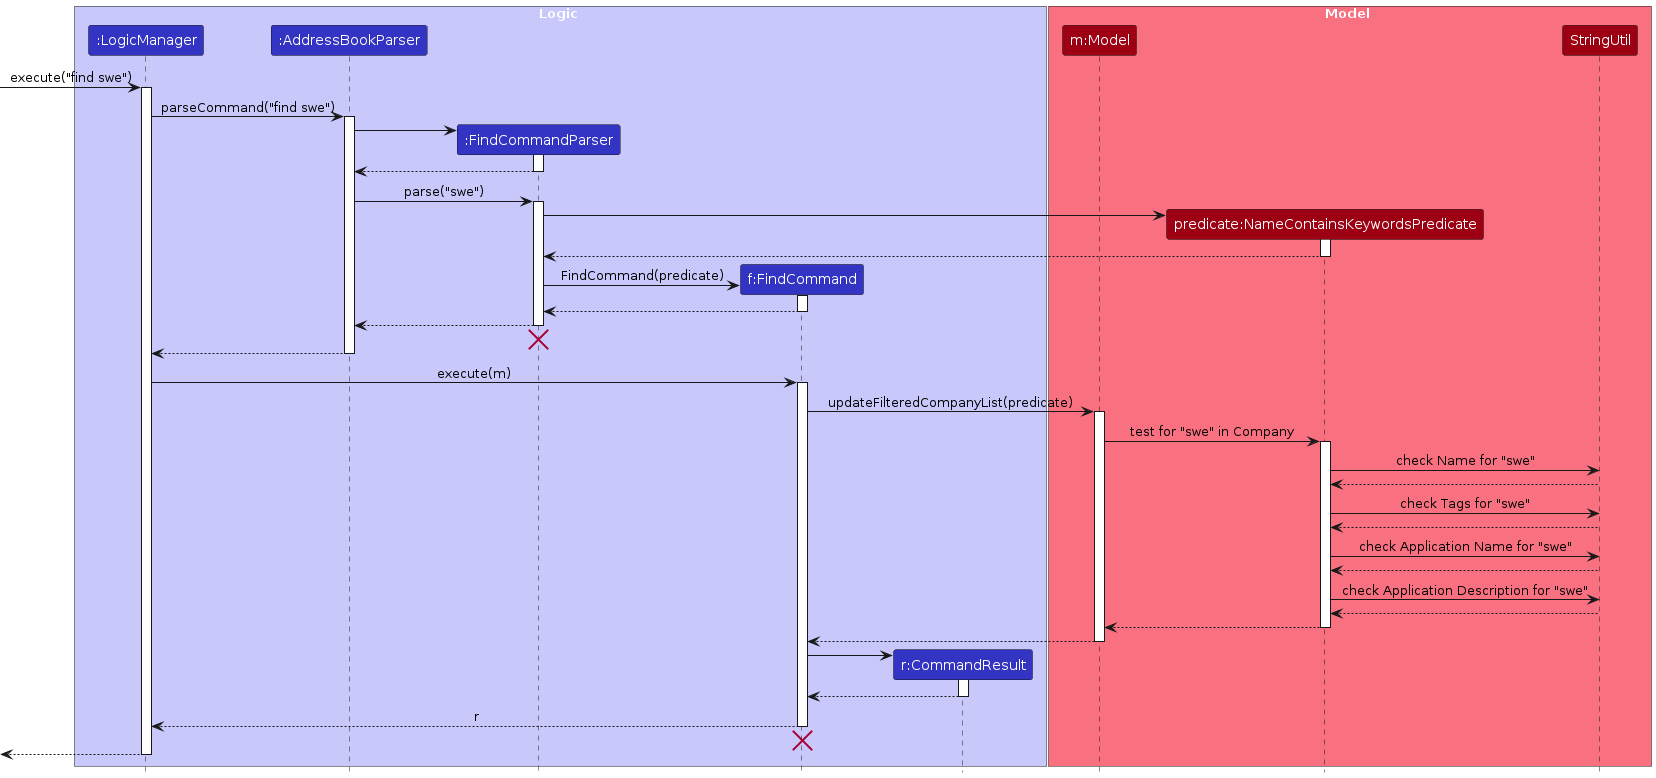 Logic
Model
:LogicManager
:AddressBookParser
m:Model
StringUtil
execute("find swe")
parseCommand("find swe")
:FindCommandParser
parse("swe")
predicate:NameContainsKeywordsPredicate
FindCommand(predicate)
f:FindCommand
execute(m)
updateFilteredCompanyList(predicate)
test for "swe" in Company
check Name for "swe"
check Tags for "swe"
check Application Name for "swe"
check Application Description for "swe"
r:CommandResult
r